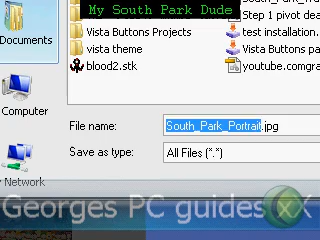 My South Park Dude
Documents
Step 1 pivot dea
Vista Buttons Projects
test installation.
vista theme
Vista Buttons pa
blood2.stk
youtube.comgra
Computer
File name:
South_Park_Portrait.jpg
Save as type:
All Files (*.*)
Network
Georges PC guides xX